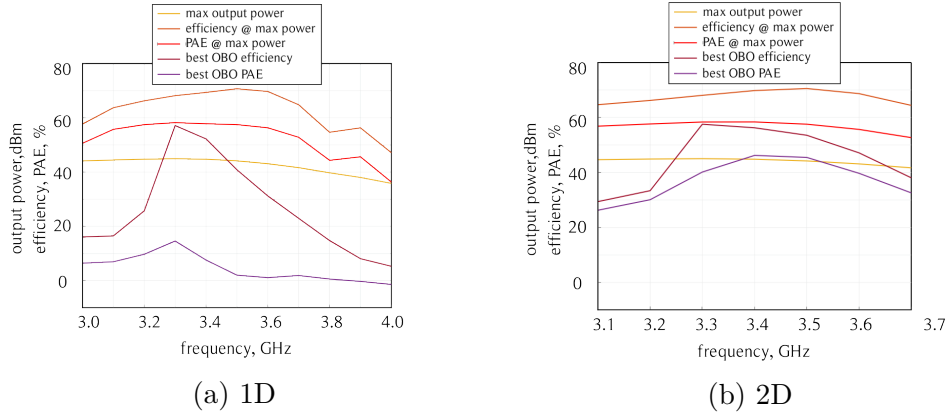 max output power
efficiency @ max power
PAE @ max power
best OBO efficiency
best OBO PAE
80
60
40
20
0
output power,dBm
efficiency, PAE, %
3.0 3.2 3.4 3.6 3.8 4.0
frequency, GHz
(a) 1D
max output power
efficiency @ max power
PAE @ max power
best OBO efficiency
best OBO PAE
80
60
40
20
0
output power,dBm
efficiency, PAE, %
3.1 3.2 3.3 3.4 3.5 3.6 3.7
frequency, GHz
(b) 2D